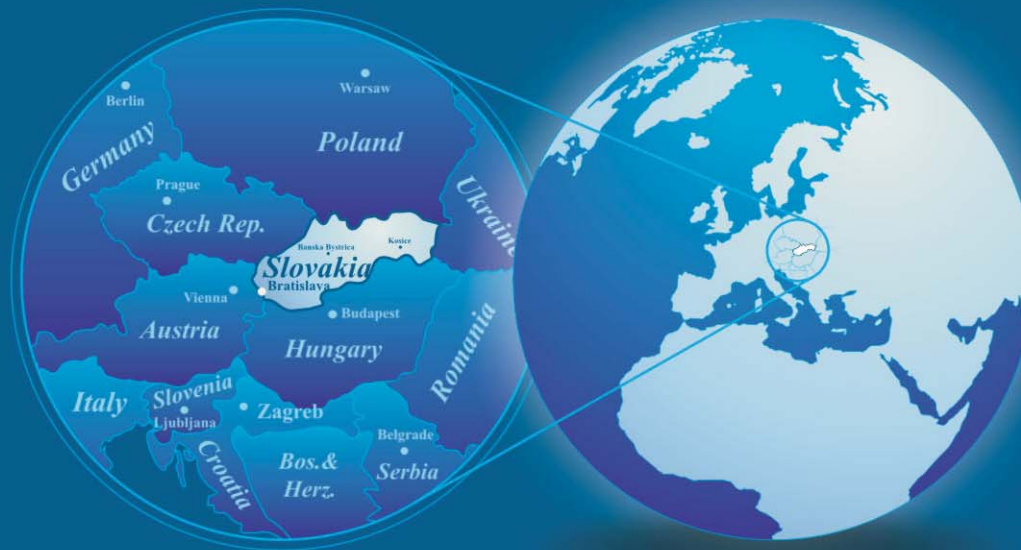 Warsaw
Berlin
Germany
Poland
Prague
Czech Rep.
Ukraine
Banska Bystrica
Kosice
Slovakia
Bratislava
Vienna
Austria
Budapest
Hungary
Romania
Italy
Slovenia
Ljubljana
Zagreb
Croatia
Bos.&
Herz.
Belgrade
Serbia